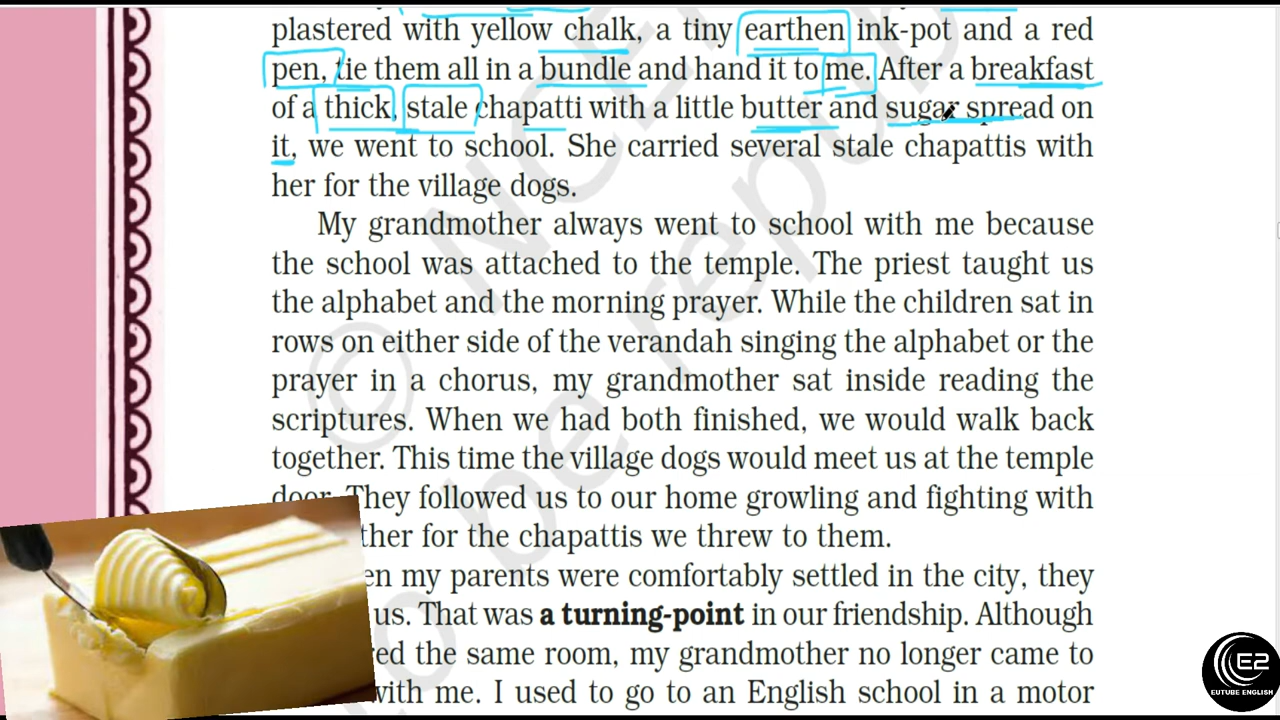 plastered with yellow chalk, a tiny earthen ink-pot and a red
pen, tie them all in a bundle and hand it to me. After a breakfast
of a thick, stale chapatti with a little butter and sugar spread on
it, we went to school. She carried several stale chapattis with
her for the village dogs.
My grandmother always went to school with me because
the school was attached to the temple. The priest taught us
the alphabet and the morning prayer. While the children sat in
rows on either side of the verandah singing the alphabet or the
prayer in a chorus, my grandmother sat inside reading the
scriptures. When we had both finished, we would walk back
together. This time the village dogs would meet us at the temple
door. They followed us to our home growling and fighting with
ther for the chapattis we threw to them.
en my parents were comfortably settled in the city, they
us. That was a turning-point in our friendship. Although
red the same room, my grandmother no longer came to
with me. I used to go to an English school in a motor
© NCE
be repu
to
E2
EUTUBE ENGLISH